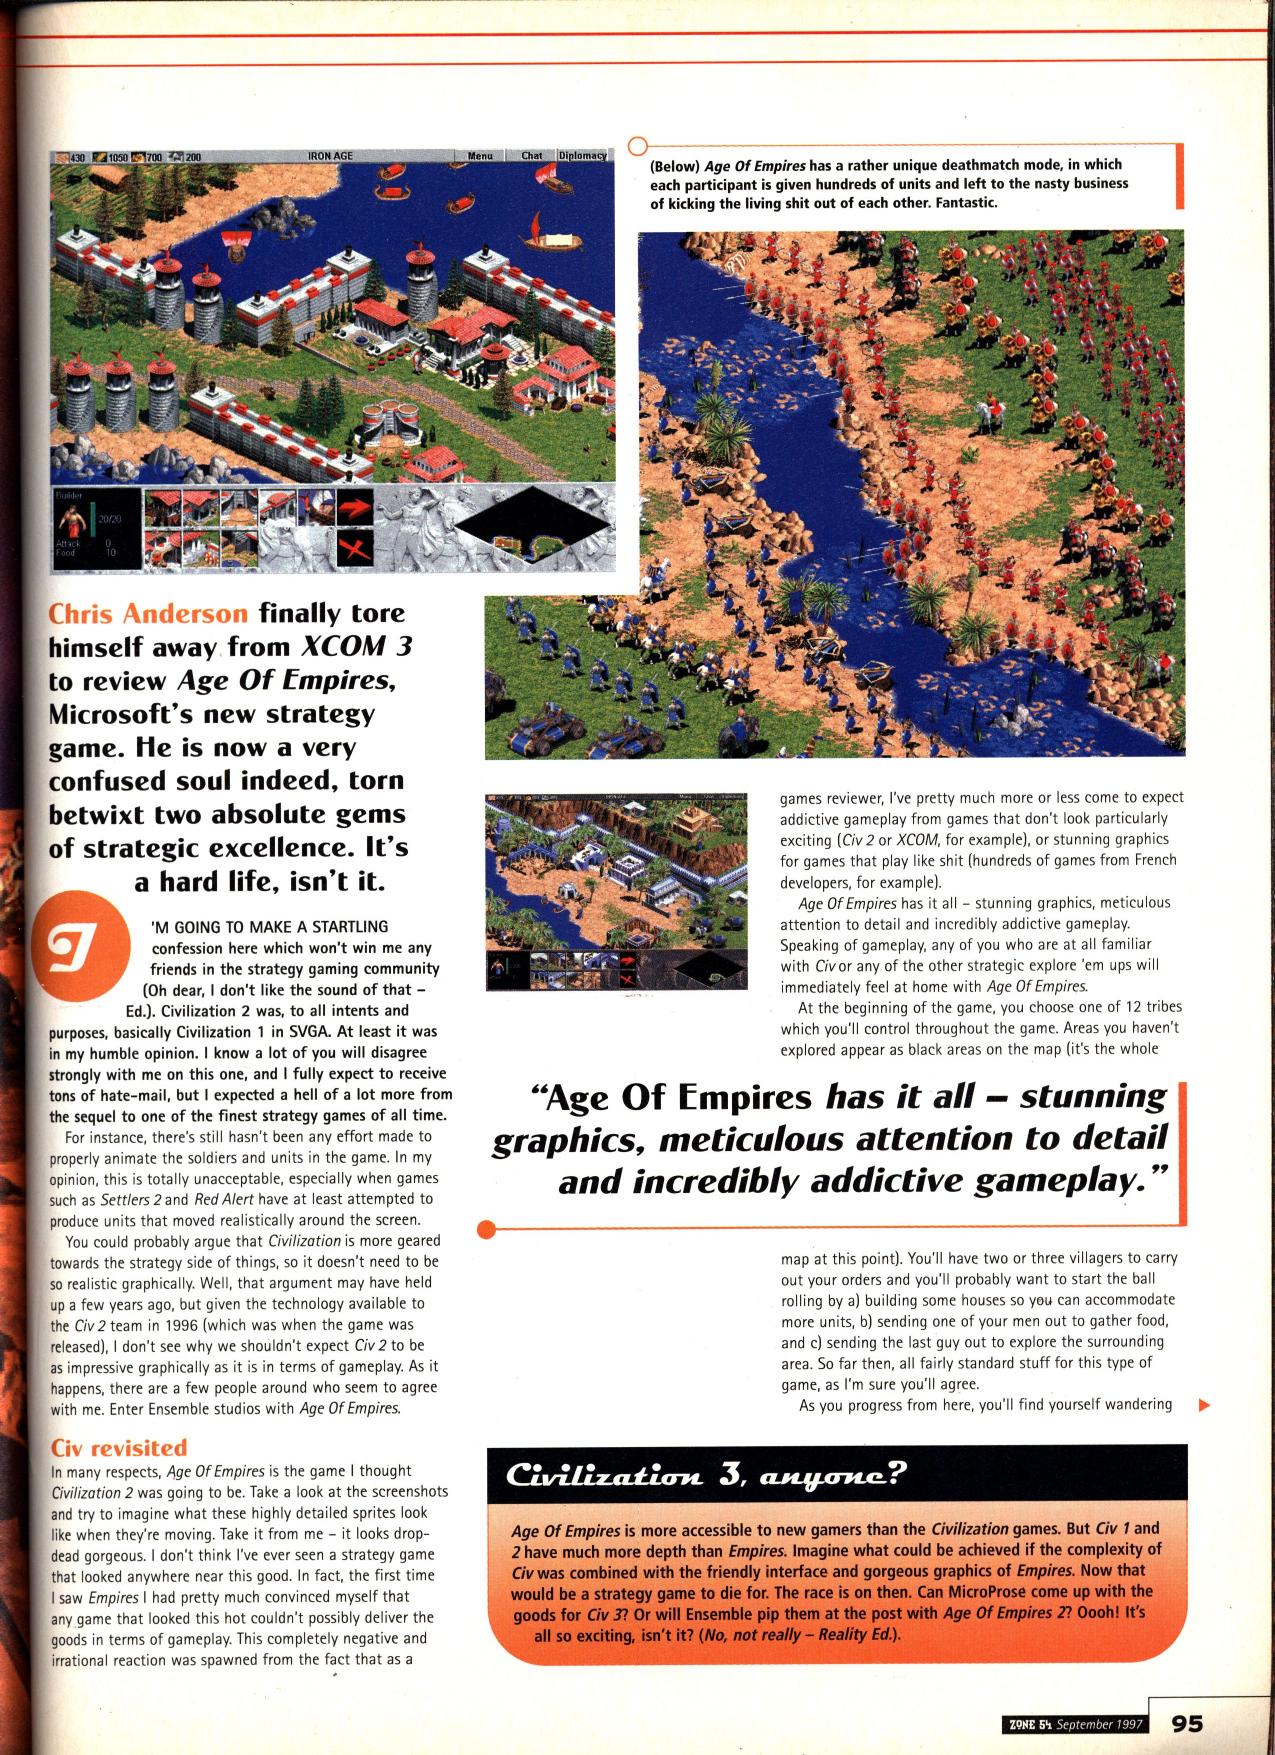 430 1050 700 200 IRON AGE Menu Chat Diplomacy
Builder
20/20
Attack 0
Food 10
(Below) Age Of Empires has a rather unique deathmatch mode, in which
each participant is given hundreds of units and left to the nasty business
of kicking the living shit out of each other. Fantastic.
Chris Anderson finally tore
himself away from XCOM 3
to review Age Of Empires,
Microsoft's new strategy
game. He is now a very
confused soul indeed, torn
betwixt two absolute gems
of strategic excellence. It's
a hard life, isn't it.
I
'M GOING TO MAKE A STARTLING
confession here which won't win me any
friends in the strategy gaming community
(Oh dear, I don't like the sound of that –
Ed.). Civilization 2 was, to all intents and
purposes, basically Civilization 1 in SVGA. At least it was
in my humble opinion. I know a lot of you will disagree
strongly with me on this one, and I fully expect to receive
tons of hate-mail, but I expected a hell of a lot more from
the sequel to one of the finest strategy games of all time.
For instance, there's still hasn't been any effort made to
properly animate the soldiers and units in the game. In my
opinion, this is totally unacceptable, especially when games
such as Settlers 2 and Red Alert have at least attempted to
produce units that moved realistically around the screen.
You could probably argue that Civilization is more geared
towards the strategy side of things, so it doesn't need to be
so realistic graphically. Well, that argument may have held
up a few years ago, but given the technology available to
the Civ 2 team in 1996 (which was when the game was
released), I don't see why we shouldn't expect Civ 2 to be
as impressive graphically as it is in terms of gameplay. As it
happens, there are a few people around who seem to agree
with me. Enter Ensemble studios with Age Of Empires.
Civ revisited
In many respects, Age Of Empires is the game I thought
Civilization 2 was going to be. Take a look at the screenshots
and try to imagine what these highly detailed sprites look
like when they're moving. Take it from me – it looks drop-
dead gorgeous. I don't think I've ever seen a strategy game
that looked anywhere near this good. In fact, the first time
I saw Empires I had pretty much convinced myself that
any game that looked this hot couldn't possibly deliver the
goods in terms of gameplay. This completely negative and
irrational reaction was spawned from the fact that as a
games reviewer, I've pretty much more or less come to expect
addictive gameplay from games that don't look particularly
exciting (Civ 2 or XCOM, for example), or stunning graphics
for games that play like shit (hundreds of games from French
developers, for example).
Age Of Empires has it all – stunning graphics, meticulous
attention to detail and incredibly addictive gameplay.
Speaking of gameplay, any of you who are at all familiar
with Civ or any of the other strategic explore 'em ups will
immediately feel at home with Age Of Empires.
At the beginning of the game, you choose one of 12 tribes
which you'll control throughout the game. Areas you haven't
explored appear as black areas on the map (it's the whole
“Age Of Empires has it all – stunning
graphics, meticulous attention to detail
and incredibly addictive gameplay.”
map at this point). You'll have two or three villagers to carry
out your orders and you'll probably want to start the ball
rolling by a) building some houses so you can accommodate
more units, b) sending one of your men out to gather food,
and c) sending the last guy out to explore the surrounding
area. So far then, all fairly standard stuff for this type of
game, as I'm sure you'll agree.
As you progress from here, you'll find yourself wandering
Civilization 3, anyone?
Age Of Empires is more accessible to new gamers than the Civilization games. But Civ 1 and
2 have much more depth than Empires. Imagine what could be achieved if the complexity of
Civ was combined with the friendly interface and gorgeous graphics of Empires. Now that
would be a strategy game to die for. The race is on then. Can MicroProse come up with the
goods for Civ 3? Or will Ensemble pip them at the post with Age Of Empires 2? Oooh! It's
all so exciting, isn't it? (No, not really – Reality Ed.).
ZONE 54 September 1997 95